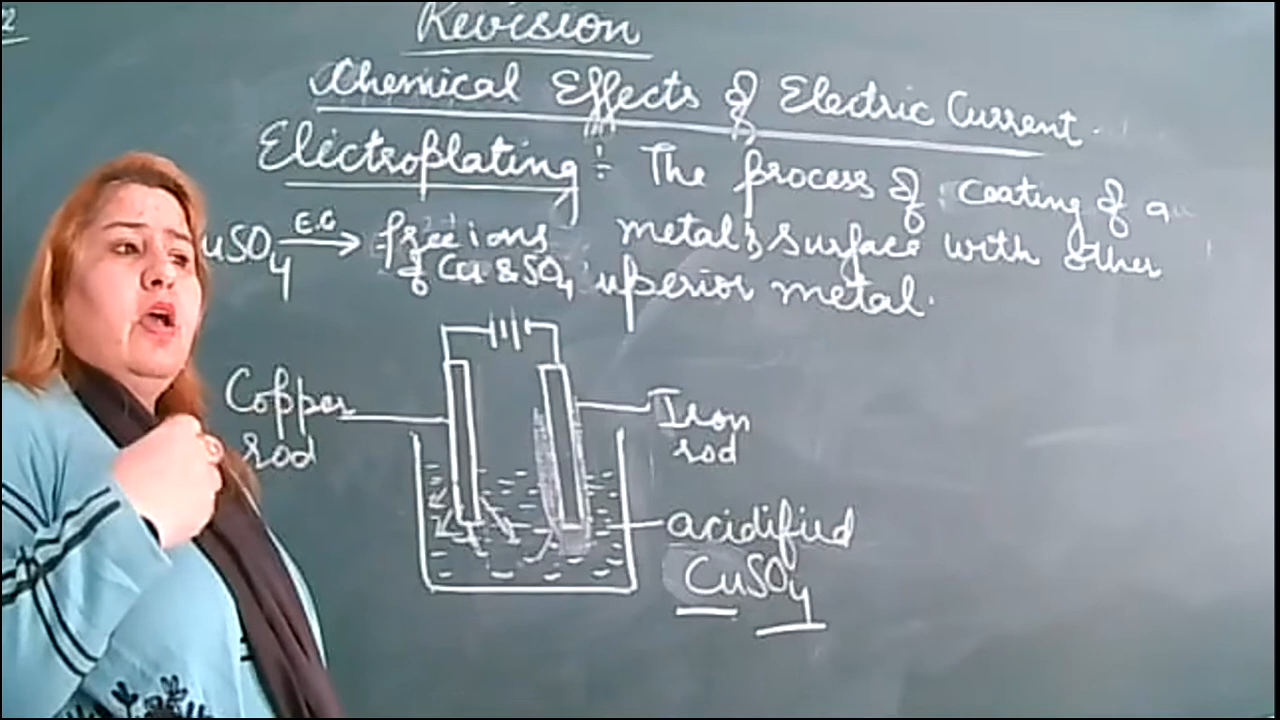 2
Revision
Chemical Effects of Electric Current.
Electroplating :- The process of coating of a
uSO4 E.C → free ions metal's surface with other
of Cu & SO4 superior metal.
Copper rod
Iron rod
acidified
CuSO4